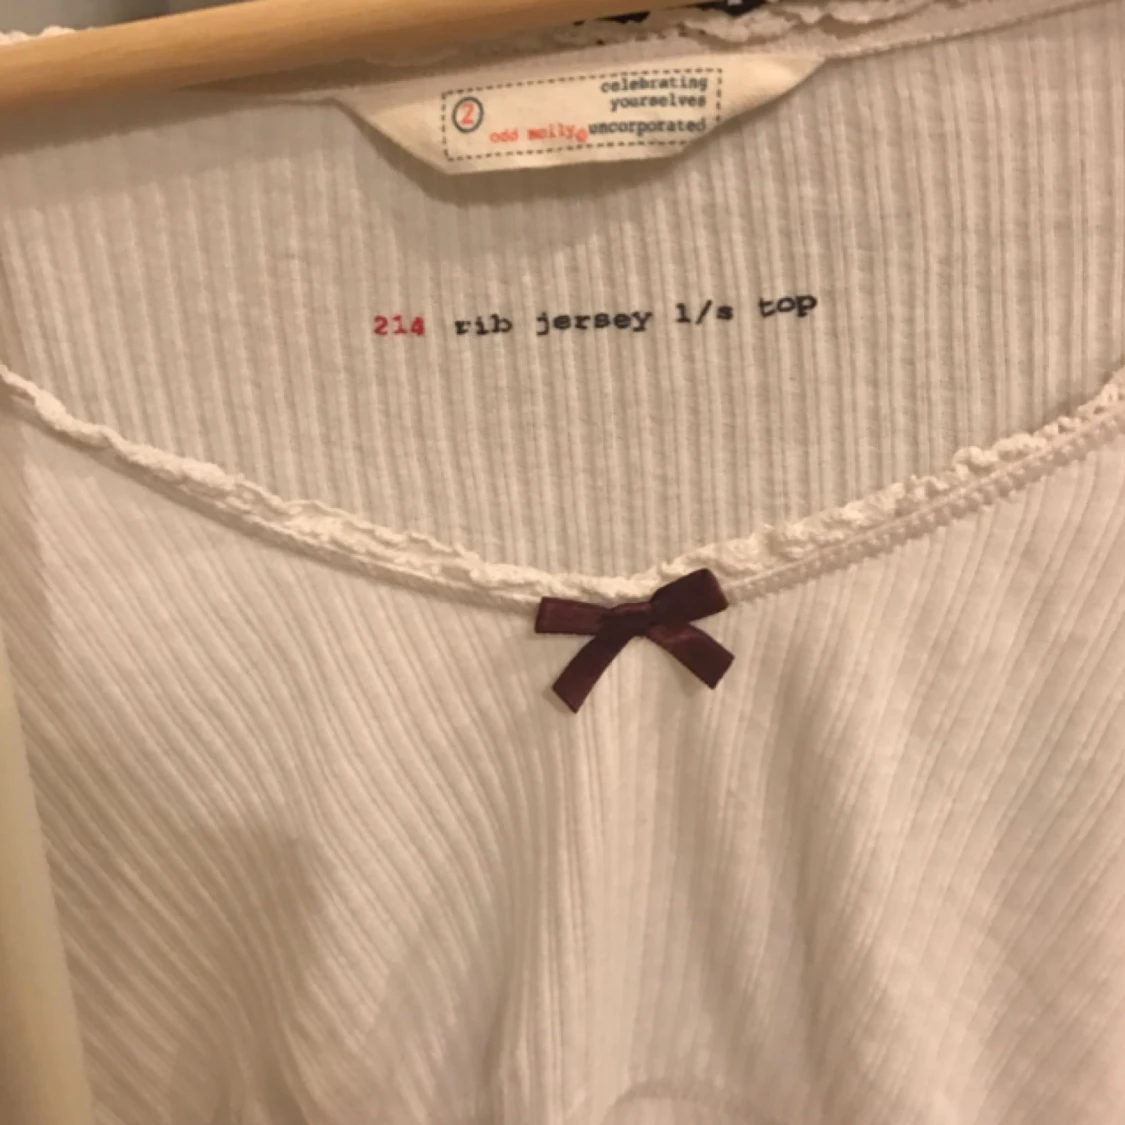 celebrating
yourselves
2
odd molly® uncorporated
214 rib jersey l/s top